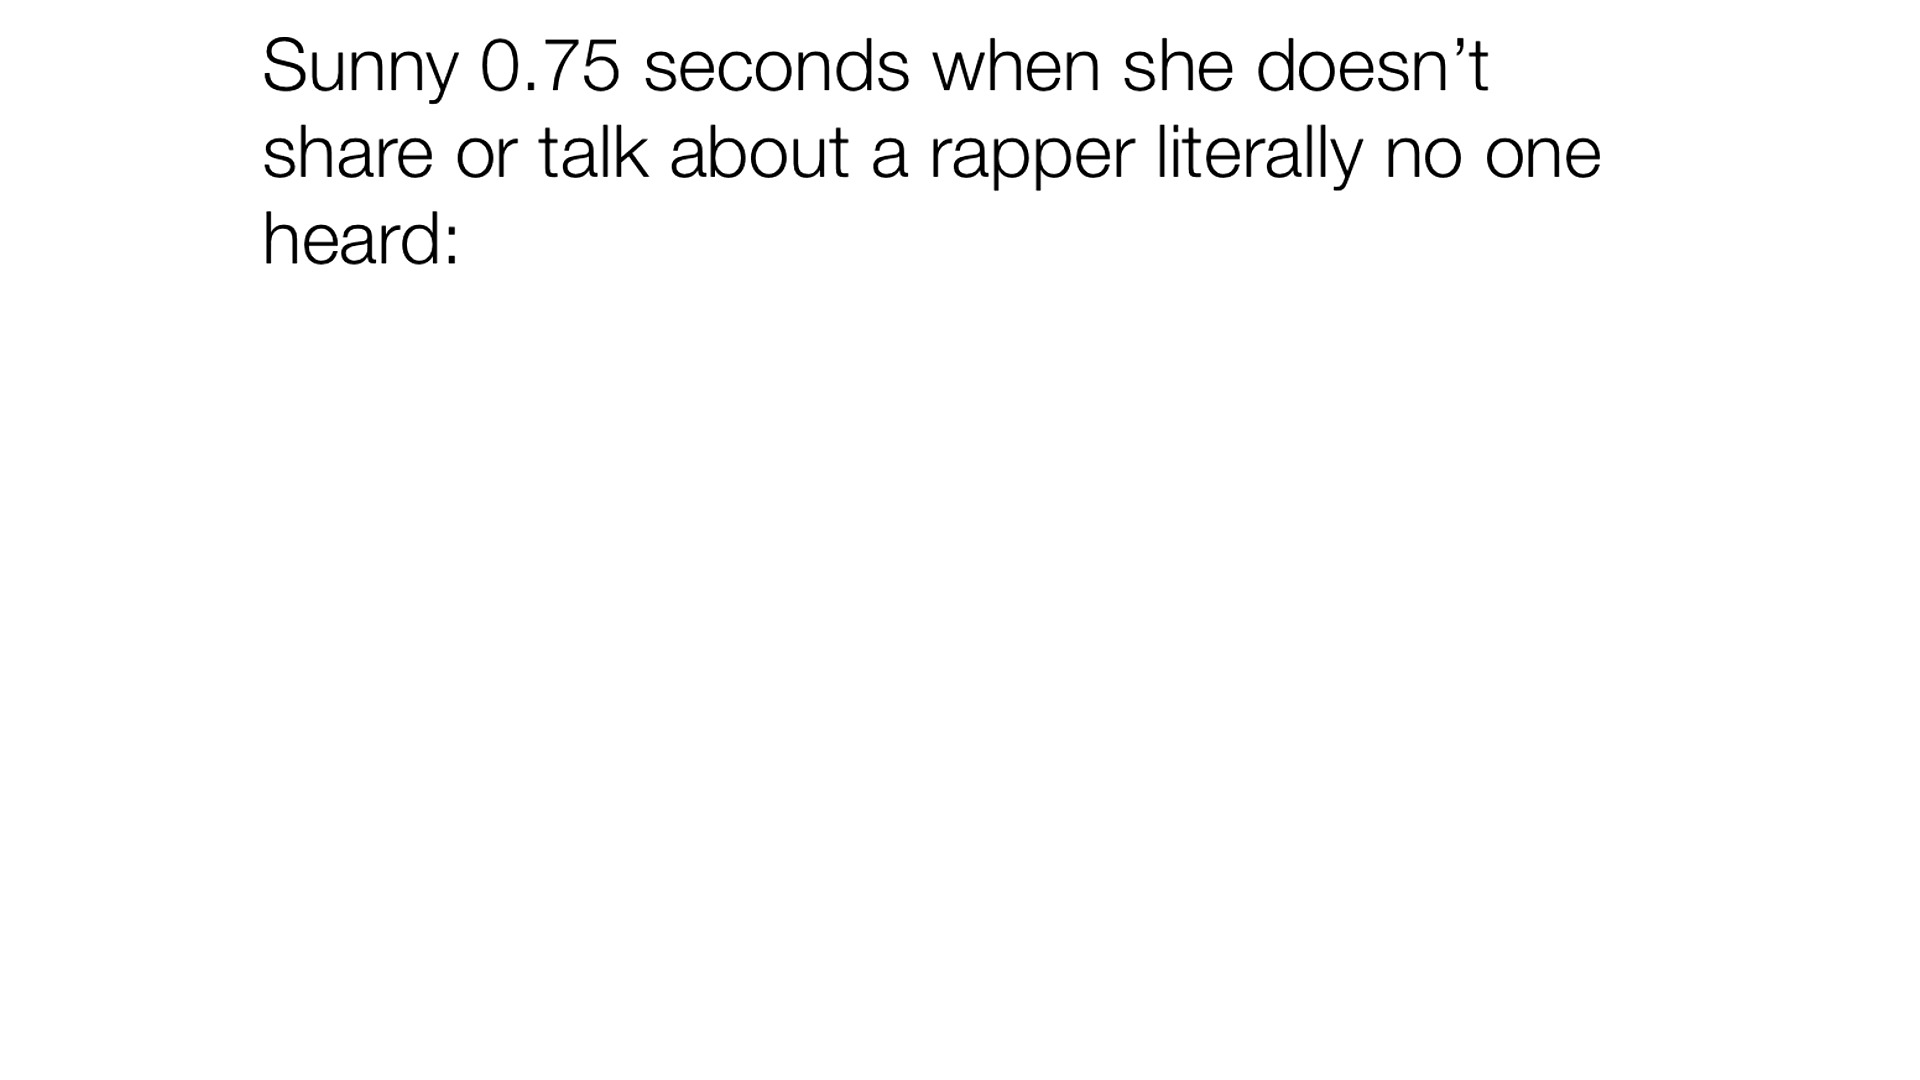 Sunny 0.75 seconds when she doesn’t
share or talk about a rapper literally no one
heard: